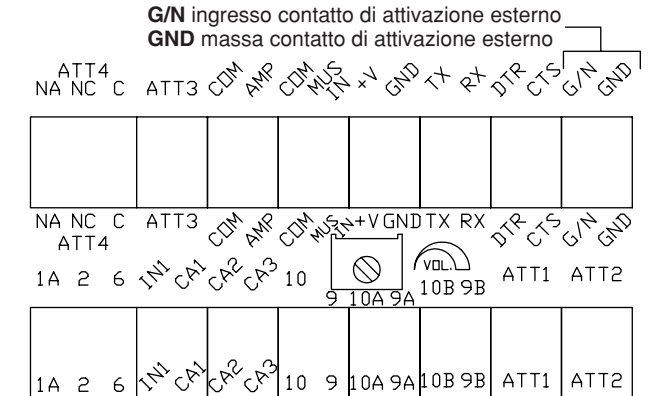 G/N ingresso contatto di attivazione esterno
GND massa contatto di attivazione esterno
ATT4
NA NC C ATT3 COM AMP COM MUS IN +V GND TX RX DTR CTS G/N GND
NA NC C ATT3 COM AMP COM MUS IN +V GND TX RX DTR CTS G/N GND
ATT4
VOL.
1A 2 6 IN1 CA1 CA2 CA3 10 9 10A 9A 10B 9B ATT1 ATT2
1A 2 6 IN1 CA1 CA2 CA3 10 9 10A 9A 10B 9B ATT1 ATT2